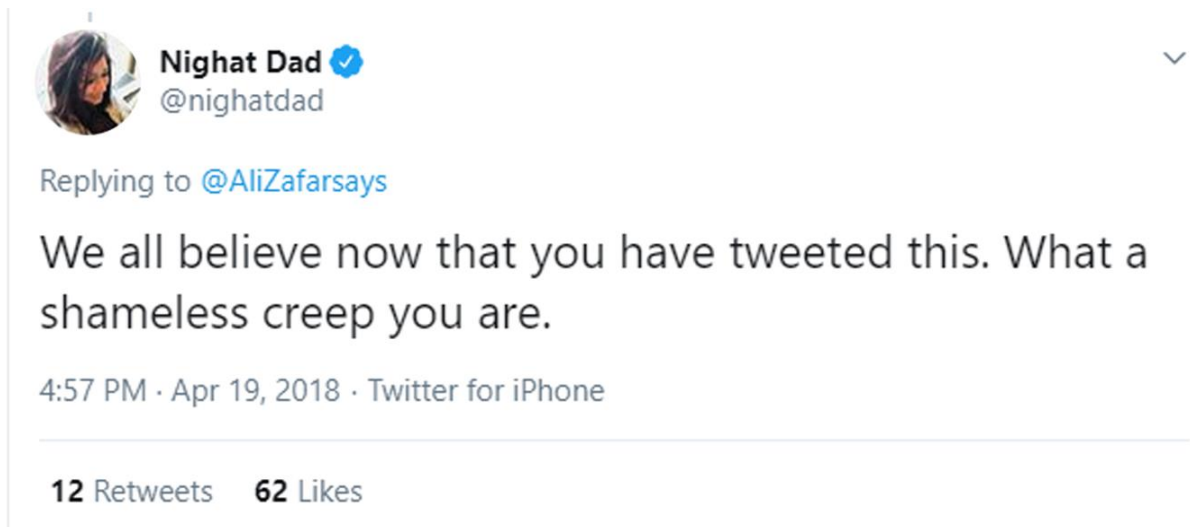 Nighat Dad
@nighatdad
Replying to @AliZafarsays
We all believe now that you have tweeted this. What a
shameless creep you are.
4:57 PM · Apr 19, 2018 · Twitter for iPhone
12 Retweets 62 Likes